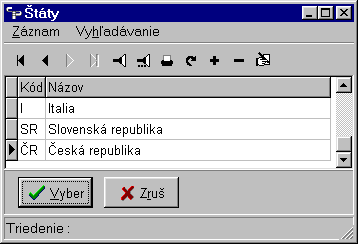 Štáty
Záznam Vyhľadávanie
Kód Názov
I Italia
SR Slovenská republika
ČR Česká republika
Vyber Zruš
Triedenie :